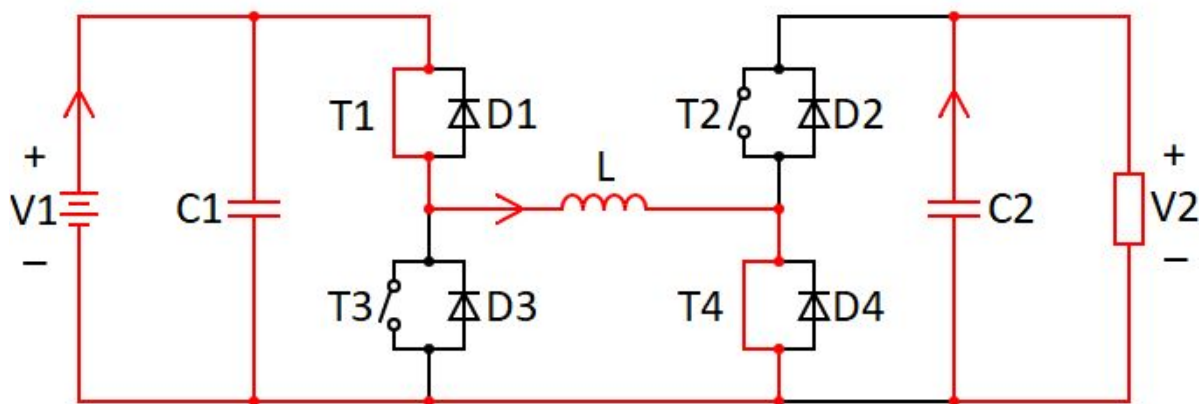 T1
D1
T2
D2
+
V1
−
C1
L
C2
+
V2
−
T3
D3
T4
D4